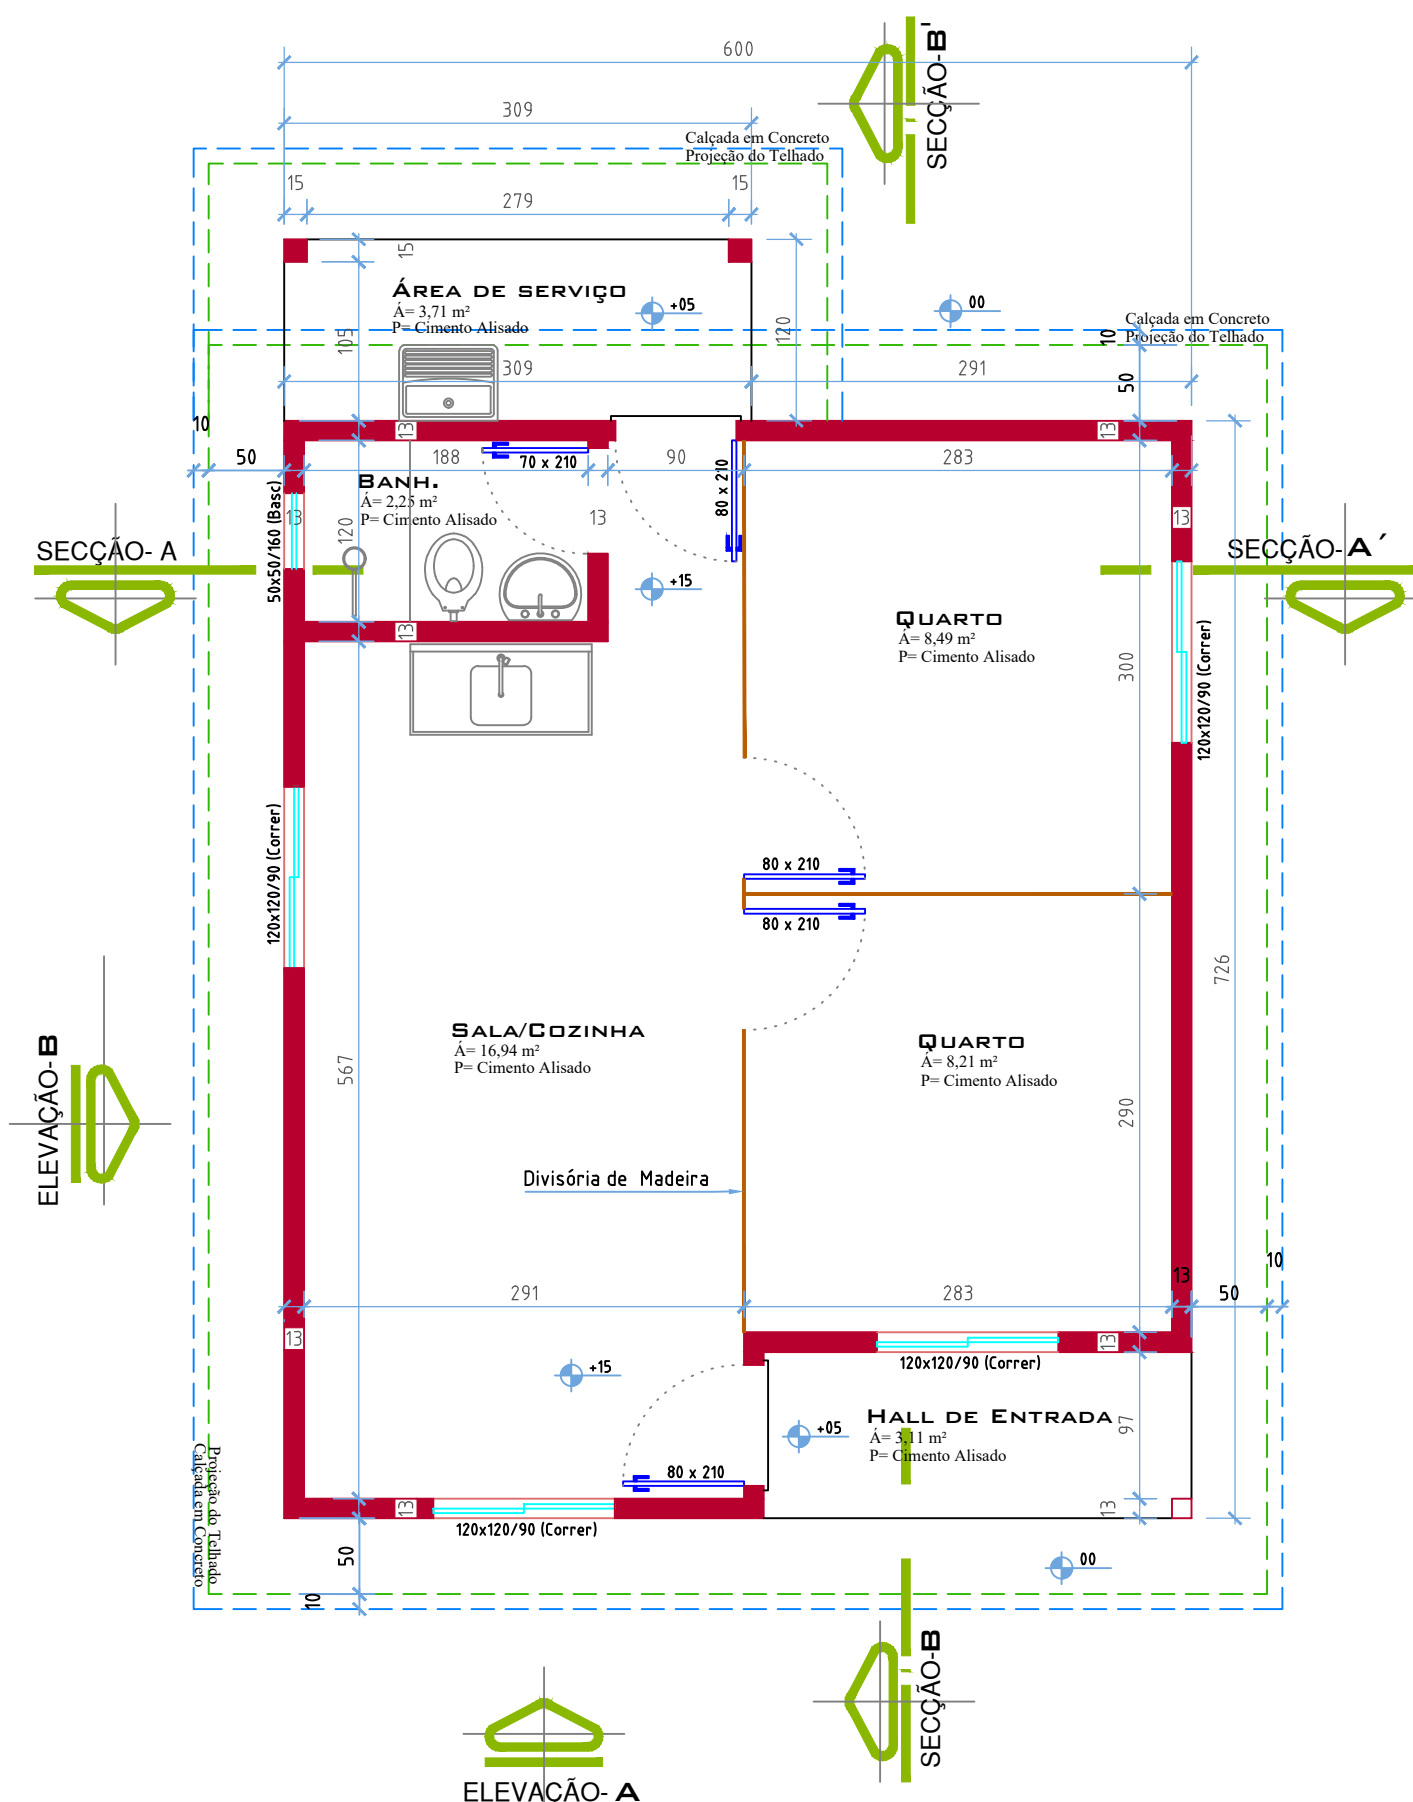 600
SECÇÃO-B'
309
Calçada em Concreto
Projeção do Telhado
15
279
15
15
ÁREA DE SERVIÇO
Á= 3,71 m²
P= Cimento Alisado
+05
00
105
120
Calçada em Concreto
Projeção do Telhado
10
50
309
291
10
50
13
13
188
70 x 210
90
80 x 210
283
BANH.
Á= 2,25 m²
P= Cimento Alisado
50x50/160 (Basc)
13
120
13
13
SECÇÃO- A
SECÇÃO-A´
+15
13
QUARTO
Á= 8,49 m²
P= Cimento Alisado
300
120x120/90 (Correr)
120x120/90 (Correr)
80 x 210
80 x 210
726
SALA/COZINHA
Á= 16,94 m²
P= Cimento Alisado
QUARTO
Á= 8,21 m²
P= Cimento Alisado
567
290
ELEVAÇÃO-B
Divisória de Madeira
291
283
13
50
10
13
13
120x120/90 (Correr)
+15
HALL DE ENTRADA
Á= 3,11 m²
P= Cimento Alisado
+05
97
80 x 210
13
13
120x120/90 (Correr)
Projeção do Telhado
Calçada em Concreto
50
10
00
SECÇÃO-B
ELEVACÃO- A